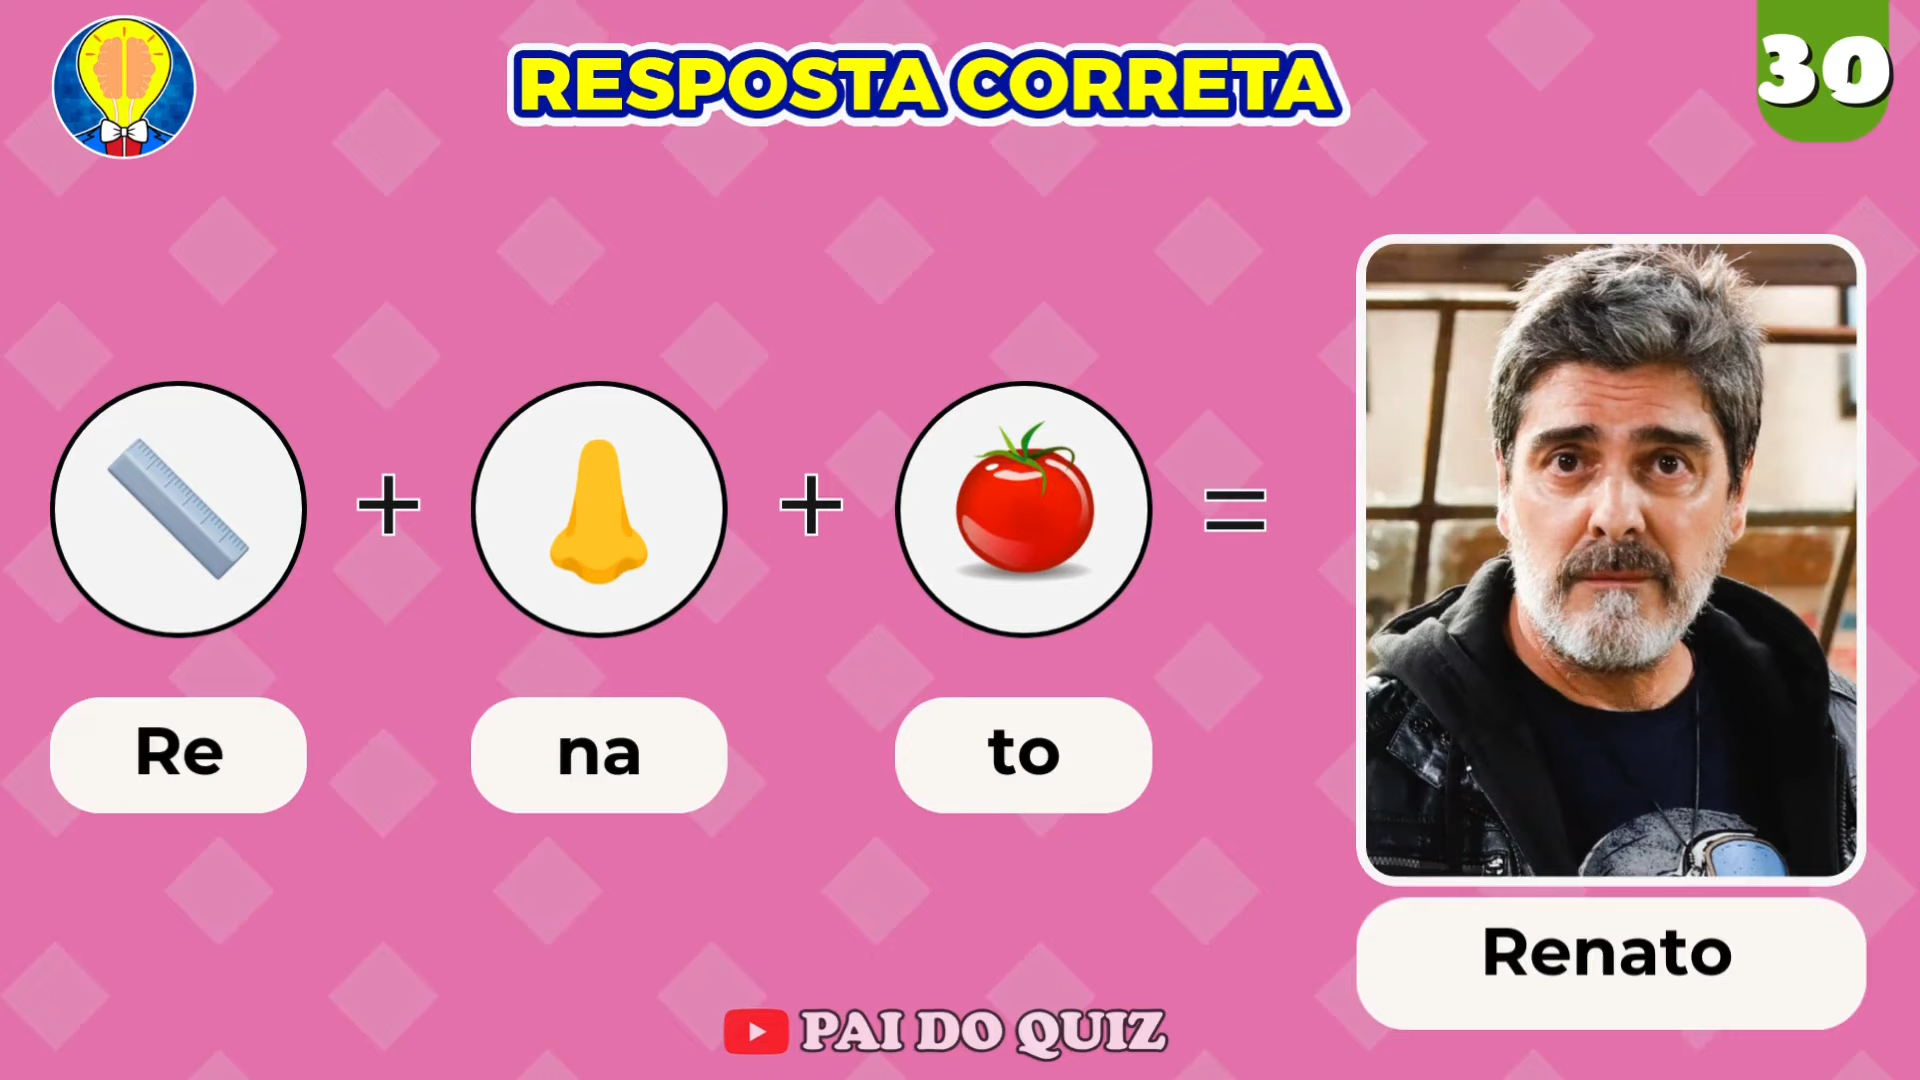 RESPOSTA CORRETA
30
Re
+
na
+
to
=
Renato
PAI DO QUIZ